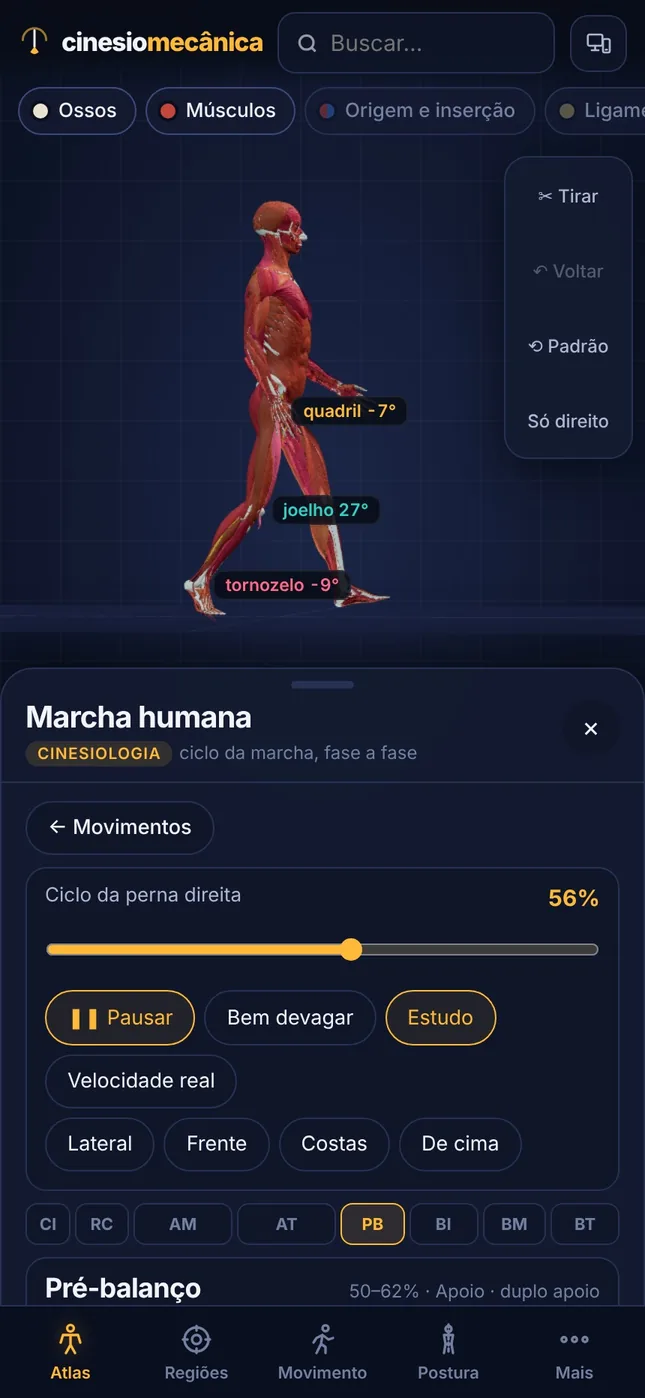 cinesiomecânica
Buscar...
Ossos
Músculos
Origem e inserção
Ligame
✂ Tirar
↶ Voltar
⟲ Padrão
Só direito
quadril -7°
joelho 27°
tornozelo -9°
Marcha humana
×
CINESIOLOGIA ciclo da marcha, fase a fase
← Movimentos
Ciclo da perna direita 56%
❚❚ Pausar Bem devagar Estudo
Velocidade real
Lateral Frente Costas De cima
CI RC AM AT PB BI BM BT
Pré-balanço 50–62% · Apoio · duplo apoio
Atlas Regiões Movimento Postura Mais